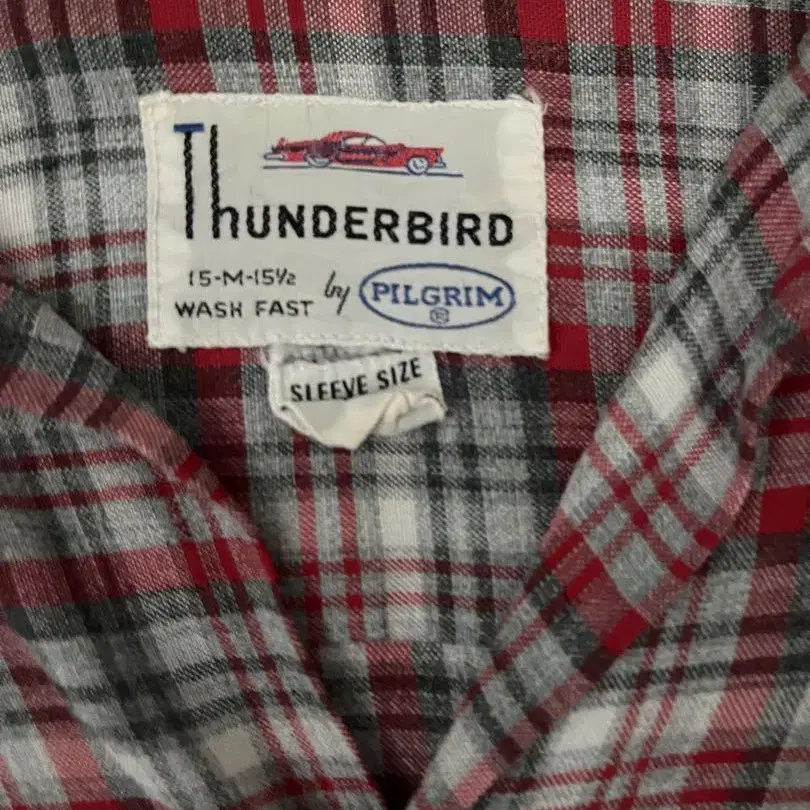 THUNDERBIRD
15-M-15½
WASH FAST by PILGRIM ®
SLEEVE SIZE